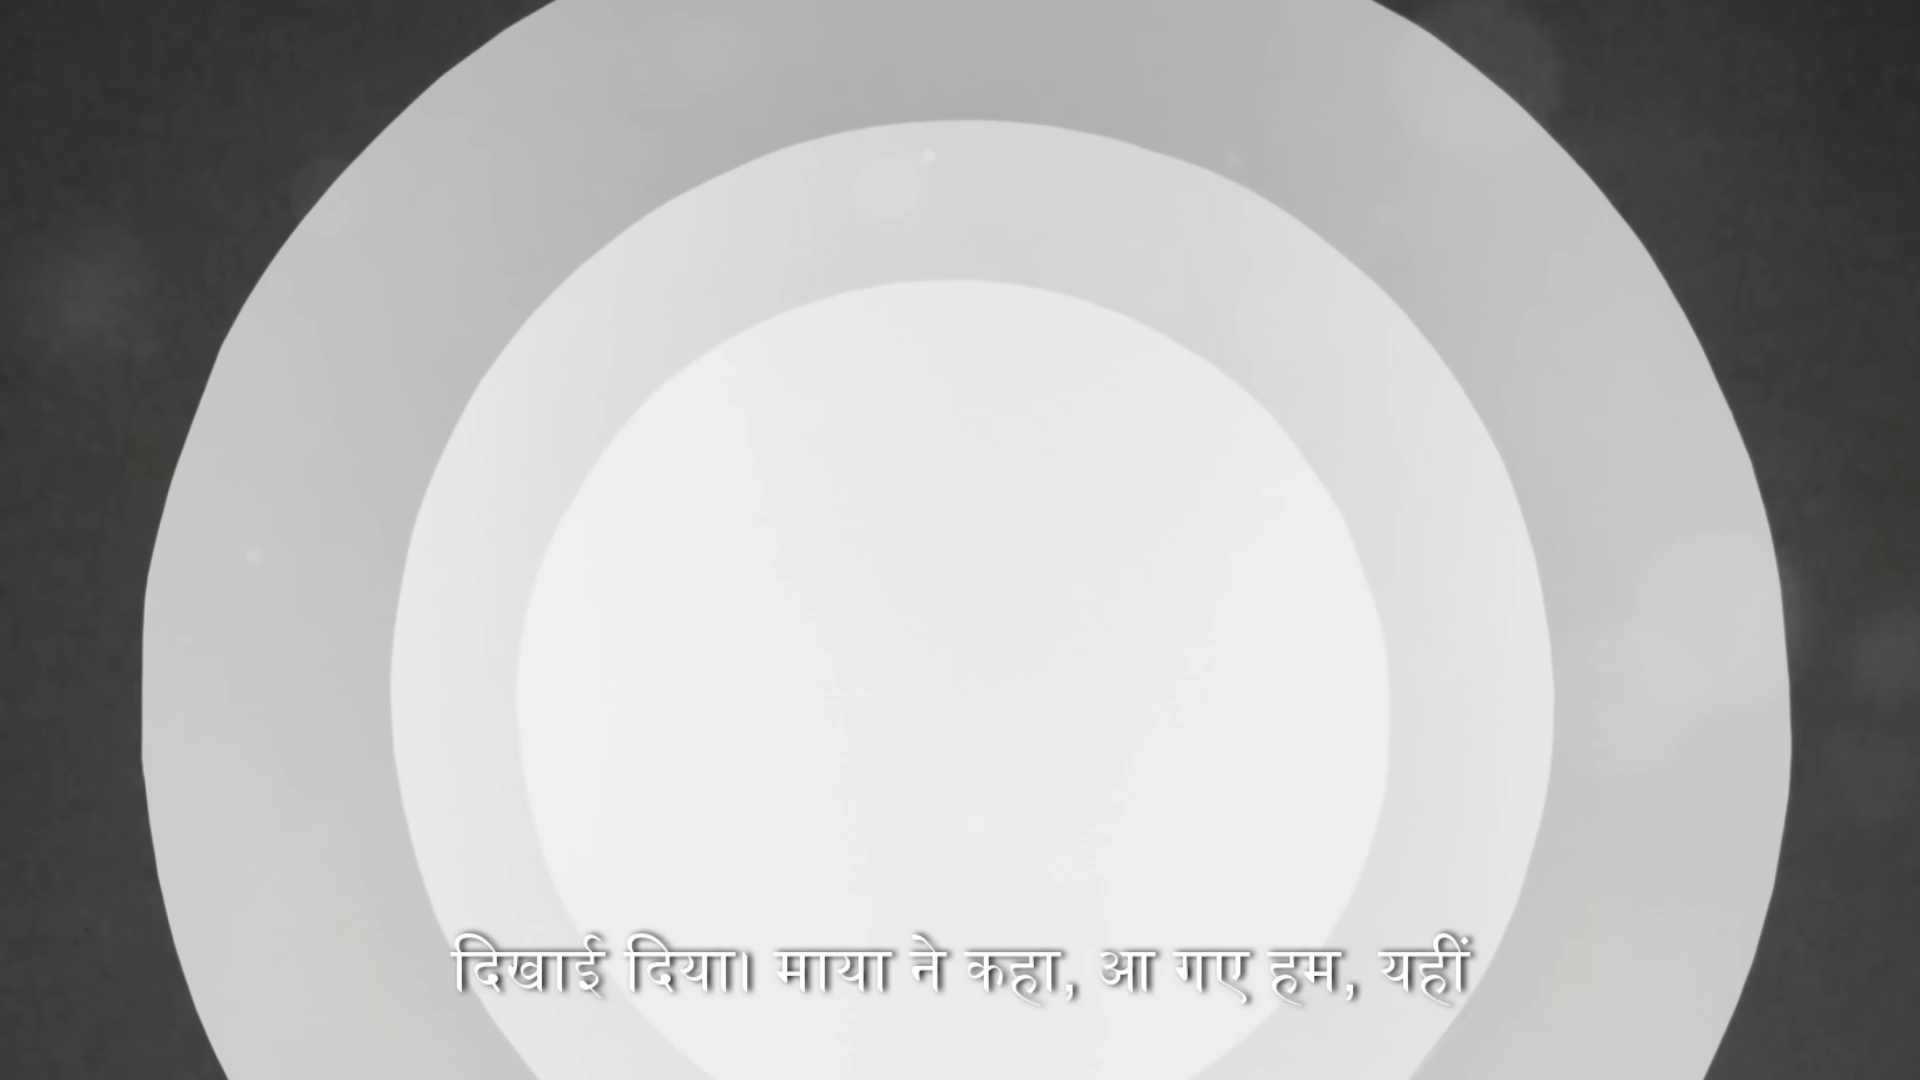 दिखाई दिया। माया ने कहा, आ गए हम, यहीं